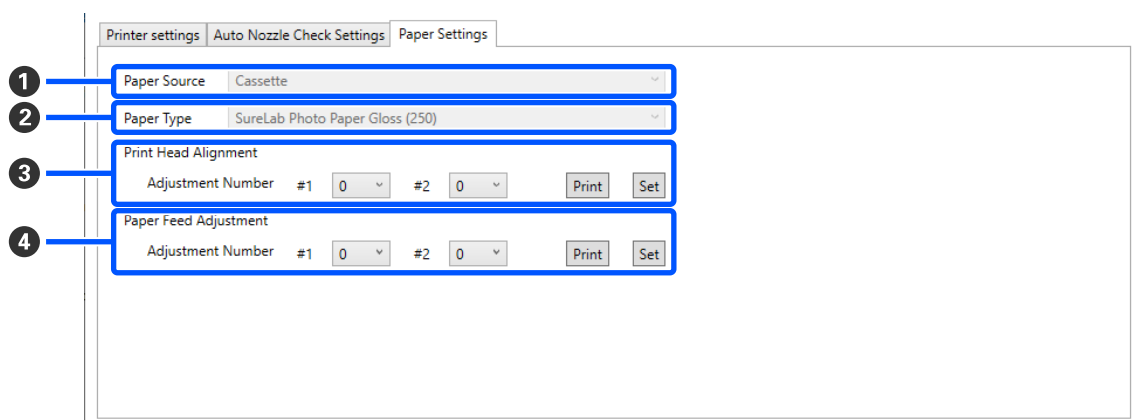 Printer settings Auto Nozzle Check Settings Paper Settings
1 Paper Source Cassette
2 Paper Type SureLab Photo Paper Gloss (250)
Print Head Alignment
3 Adjustment Number #1 0 #2 0 Print Set
Paper Feed Adjustment
4 Adjustment Number #1 0 #2 0 Print Set